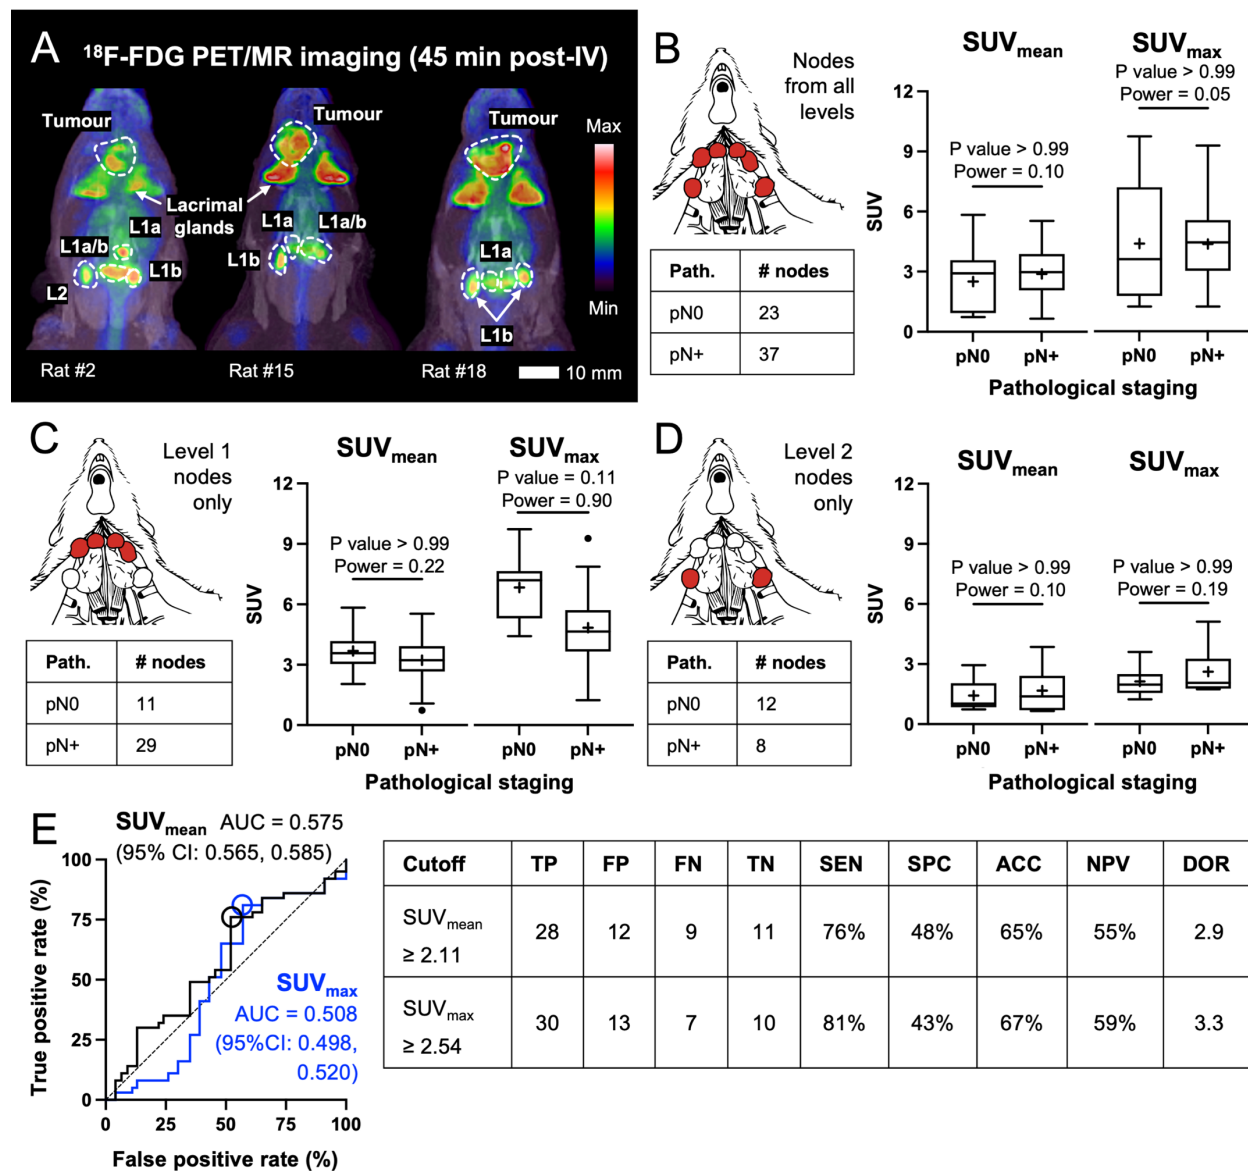 A
¹⁸F-FDG PET/MR imaging (45 min post-IV)
Tumour
Tumour
Tumour
Max
Min
Lacrimal
glands
L1a
L1a/b
L1b
L2
L1a
L1a/b
L1b
L1a
L1b
Rat #2
Rat #15
Rat #18
10 mm
B
Nodes
from all
levels
Path. # nodes
pN0 23
pN+ 37
SUVmean
SUVmax
P value > 0.99
Power = 0.10
P value > 0.99
Power = 0.05
SUV
12
9
6
3
0
pN0 pN+ pN0 pN+
Pathological staging
C
Level 1
nodes
only
Path. # nodes
pN0 11
pN+ 29
SUVmean
SUVmax
P value > 0.99
Power = 0.22
P value = 0.11
Power = 0.90
SUV
12
9
6
3
0
pN0 pN+ pN0 pN+
Pathological staging
D
Level 2
nodes
only
Path. # nodes
pN0 12
pN+ 8
SUVmean
SUVmax
P value > 0.99
Power = 0.10
P value > 0.99
Power = 0.19
SUV
12
9
6
3
0
pN0 pN+ pN0 pN+
Pathological staging
E
SUVmean AUC = 0.575
(95% CI: 0.565, 0.585)
SUVmax
AUC = 0.508
(95%CI: 0.498,
0.520)
True positive rate (%)
100
75
50
25
0
0 25 50 75 100
False positive rate (%)
Cutoff TP FP FN TN SEN SPC ACC NPV DOR
SUVmean
≥ 2.11 28 12 9 11 76% 48% 65% 55% 2.9
SUVmax
≥ 2.54 30 13 7 10 81% 43% 67% 59% 3.3